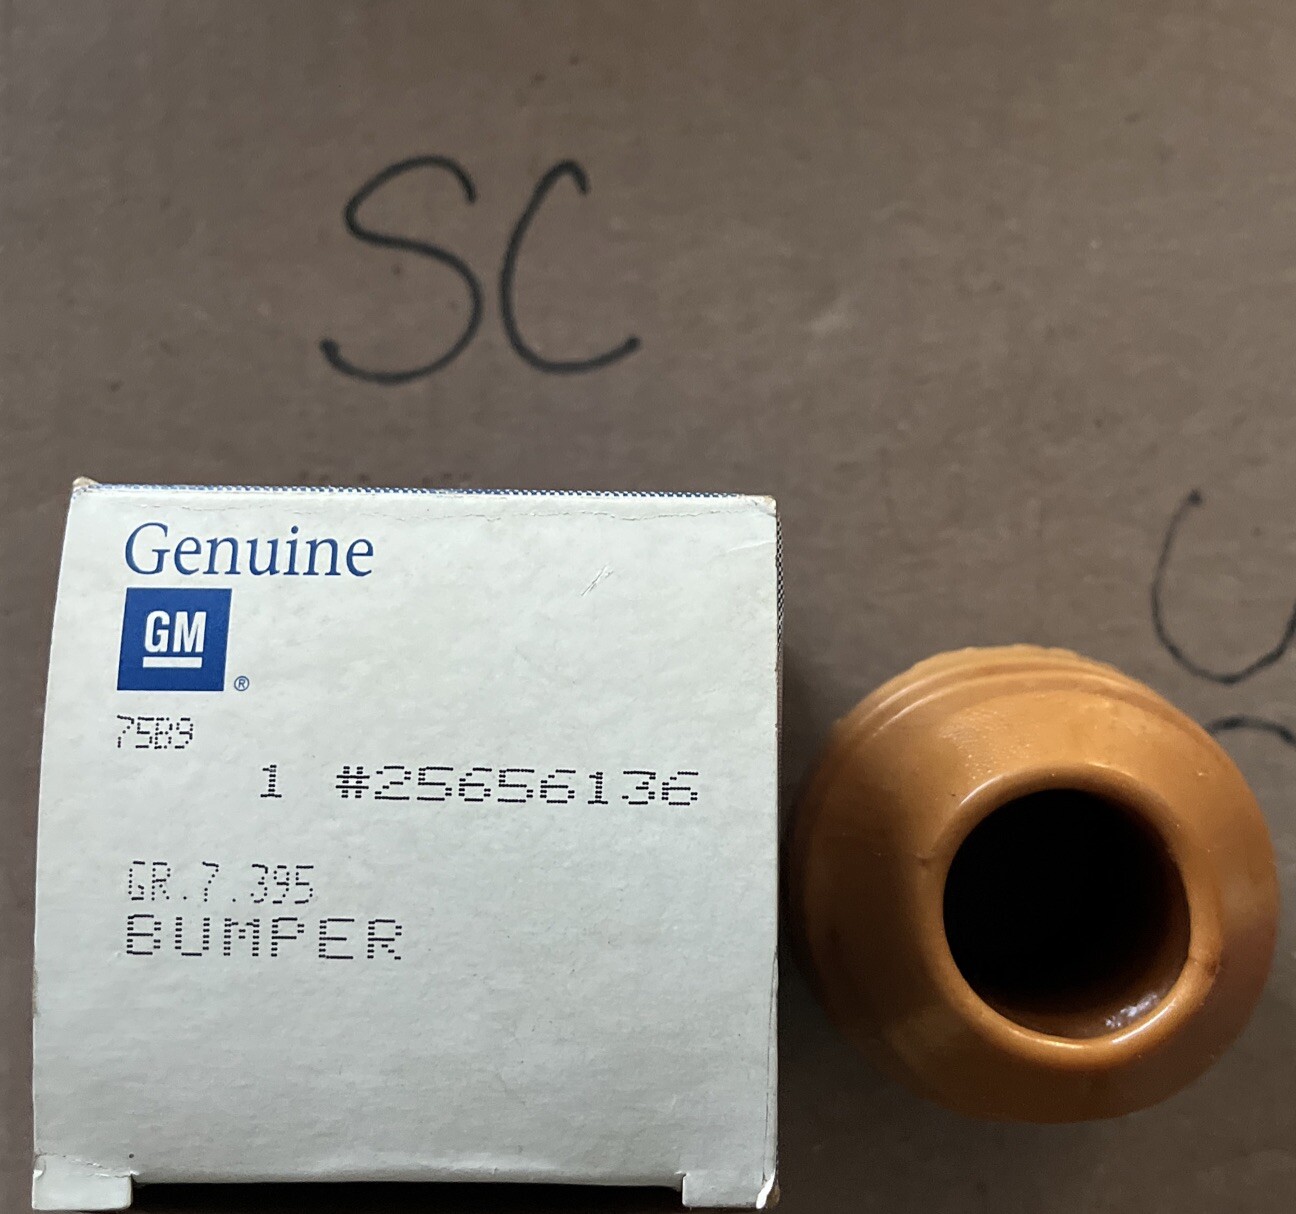 SC
Genuine
GM
®
75B9
1 #25656136
GR.7.395
BUMPER